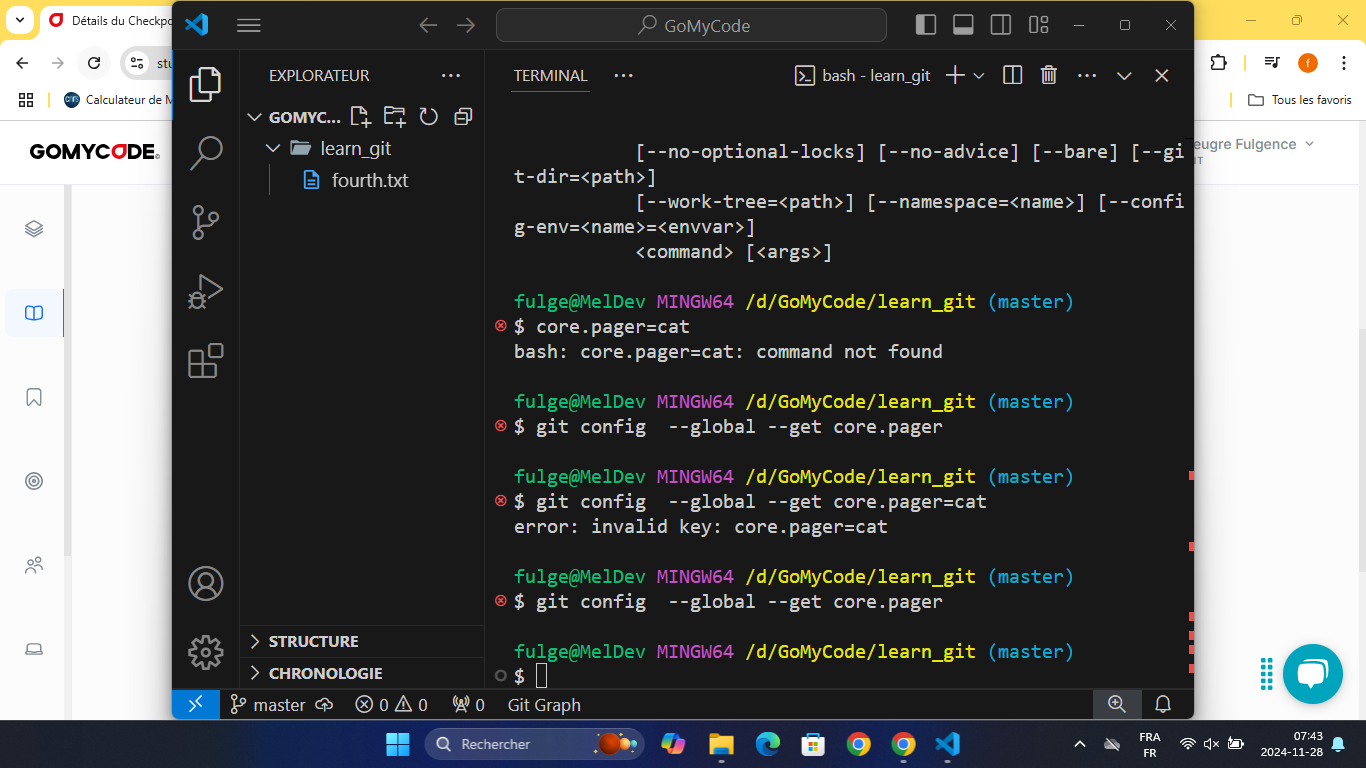 Détails du Checkpo
GoMyCode
stu
Calculateur de M
Tous les favoris
GOMYCODE
eugre Fulgence
NT
EXPLORATEUR
GOMYC...
learn_git
fourth.txt
STRUCTURE
CHRONOLOGIE
TERMINAL
bash - learn_git
[--no-optional-locks] [--no-advice] [--bare] [--gi
t-dir=<path>]
[--work-tree=<path>] [--namespace=<name>] [--confi
g-env=<name>=<envvar>]
<command> [<args>]
fulge@MelDev MINGW64 /d/GoMyCode/learn_git (master)
$ core.pager=cat
bash: core.pager=cat: command not found
fulge@MelDev MINGW64 /d/GoMyCode/learn_git (master)
$ git config  --global --get core.pager
fulge@MelDev MINGW64 /d/GoMyCode/learn_git (master)
$ git config  --global --get core.pager=cat
error: invalid key: core.pager=cat
fulge@MelDev MINGW64 /d/GoMyCode/learn_git (master)
$ git config  --global --get core.pager
fulge@MelDev MINGW64 /d/GoMyCode/learn_git (master)
$
master
0
0
0
Git Graph
Rechercher
FRA
FR
07:43
2024-11-28